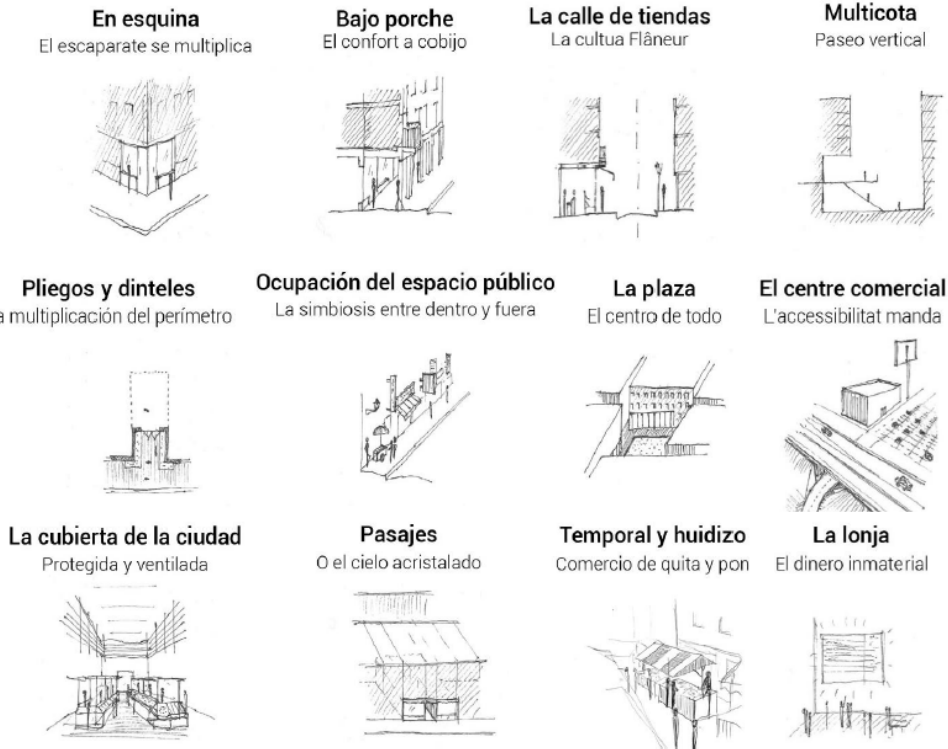 En esquina
El escaparate se multiplica
Bajo porche
El confort a cobijo
La calle de tiendas
La cultua Flâneur
Multicota
Paseo vertical
Pliegos y dinteles
a multiplicación del perímetro
Ocupación del espacio público
La simbiosis entre dentro y fuera
La plaza
El centro de todo
El centre comercial
L'accessibilitat manda
La cubierta de la ciudad
Protegida y ventilada
Pasajes
O el cielo acristalado
Temporal y huidizo
Comercio de quita y pon
La lonja
El dinero inmaterial